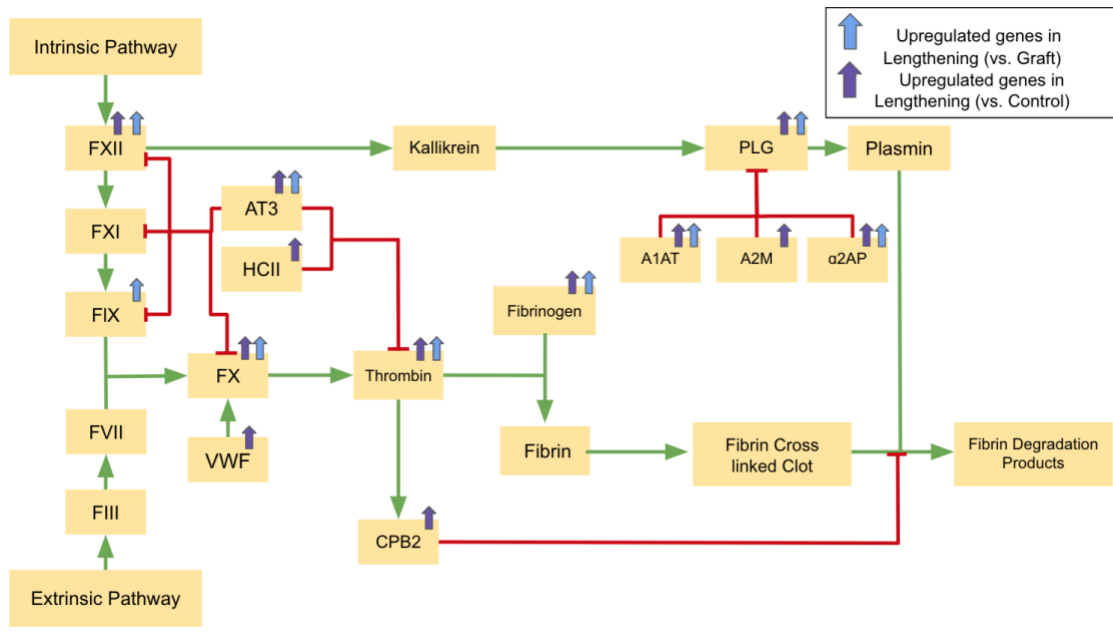 Intrinsic Pathway
Upregulated genes in
Lengthening (vs. Graft)
Upregulated genes in
Lengthening (vs. Control)
FXII
Kallikrein
PLG
Plasmin
AT3
FXI
HCII
A1AT
A2M
α2AP
FIX
Fibrinogen
FX
Thrombin
FVII
VWF
Fibrin
Fibrin Cross
linked Clot
Fibrin Degradation
Products
FIII
CPB2
Extrinsic Pathway